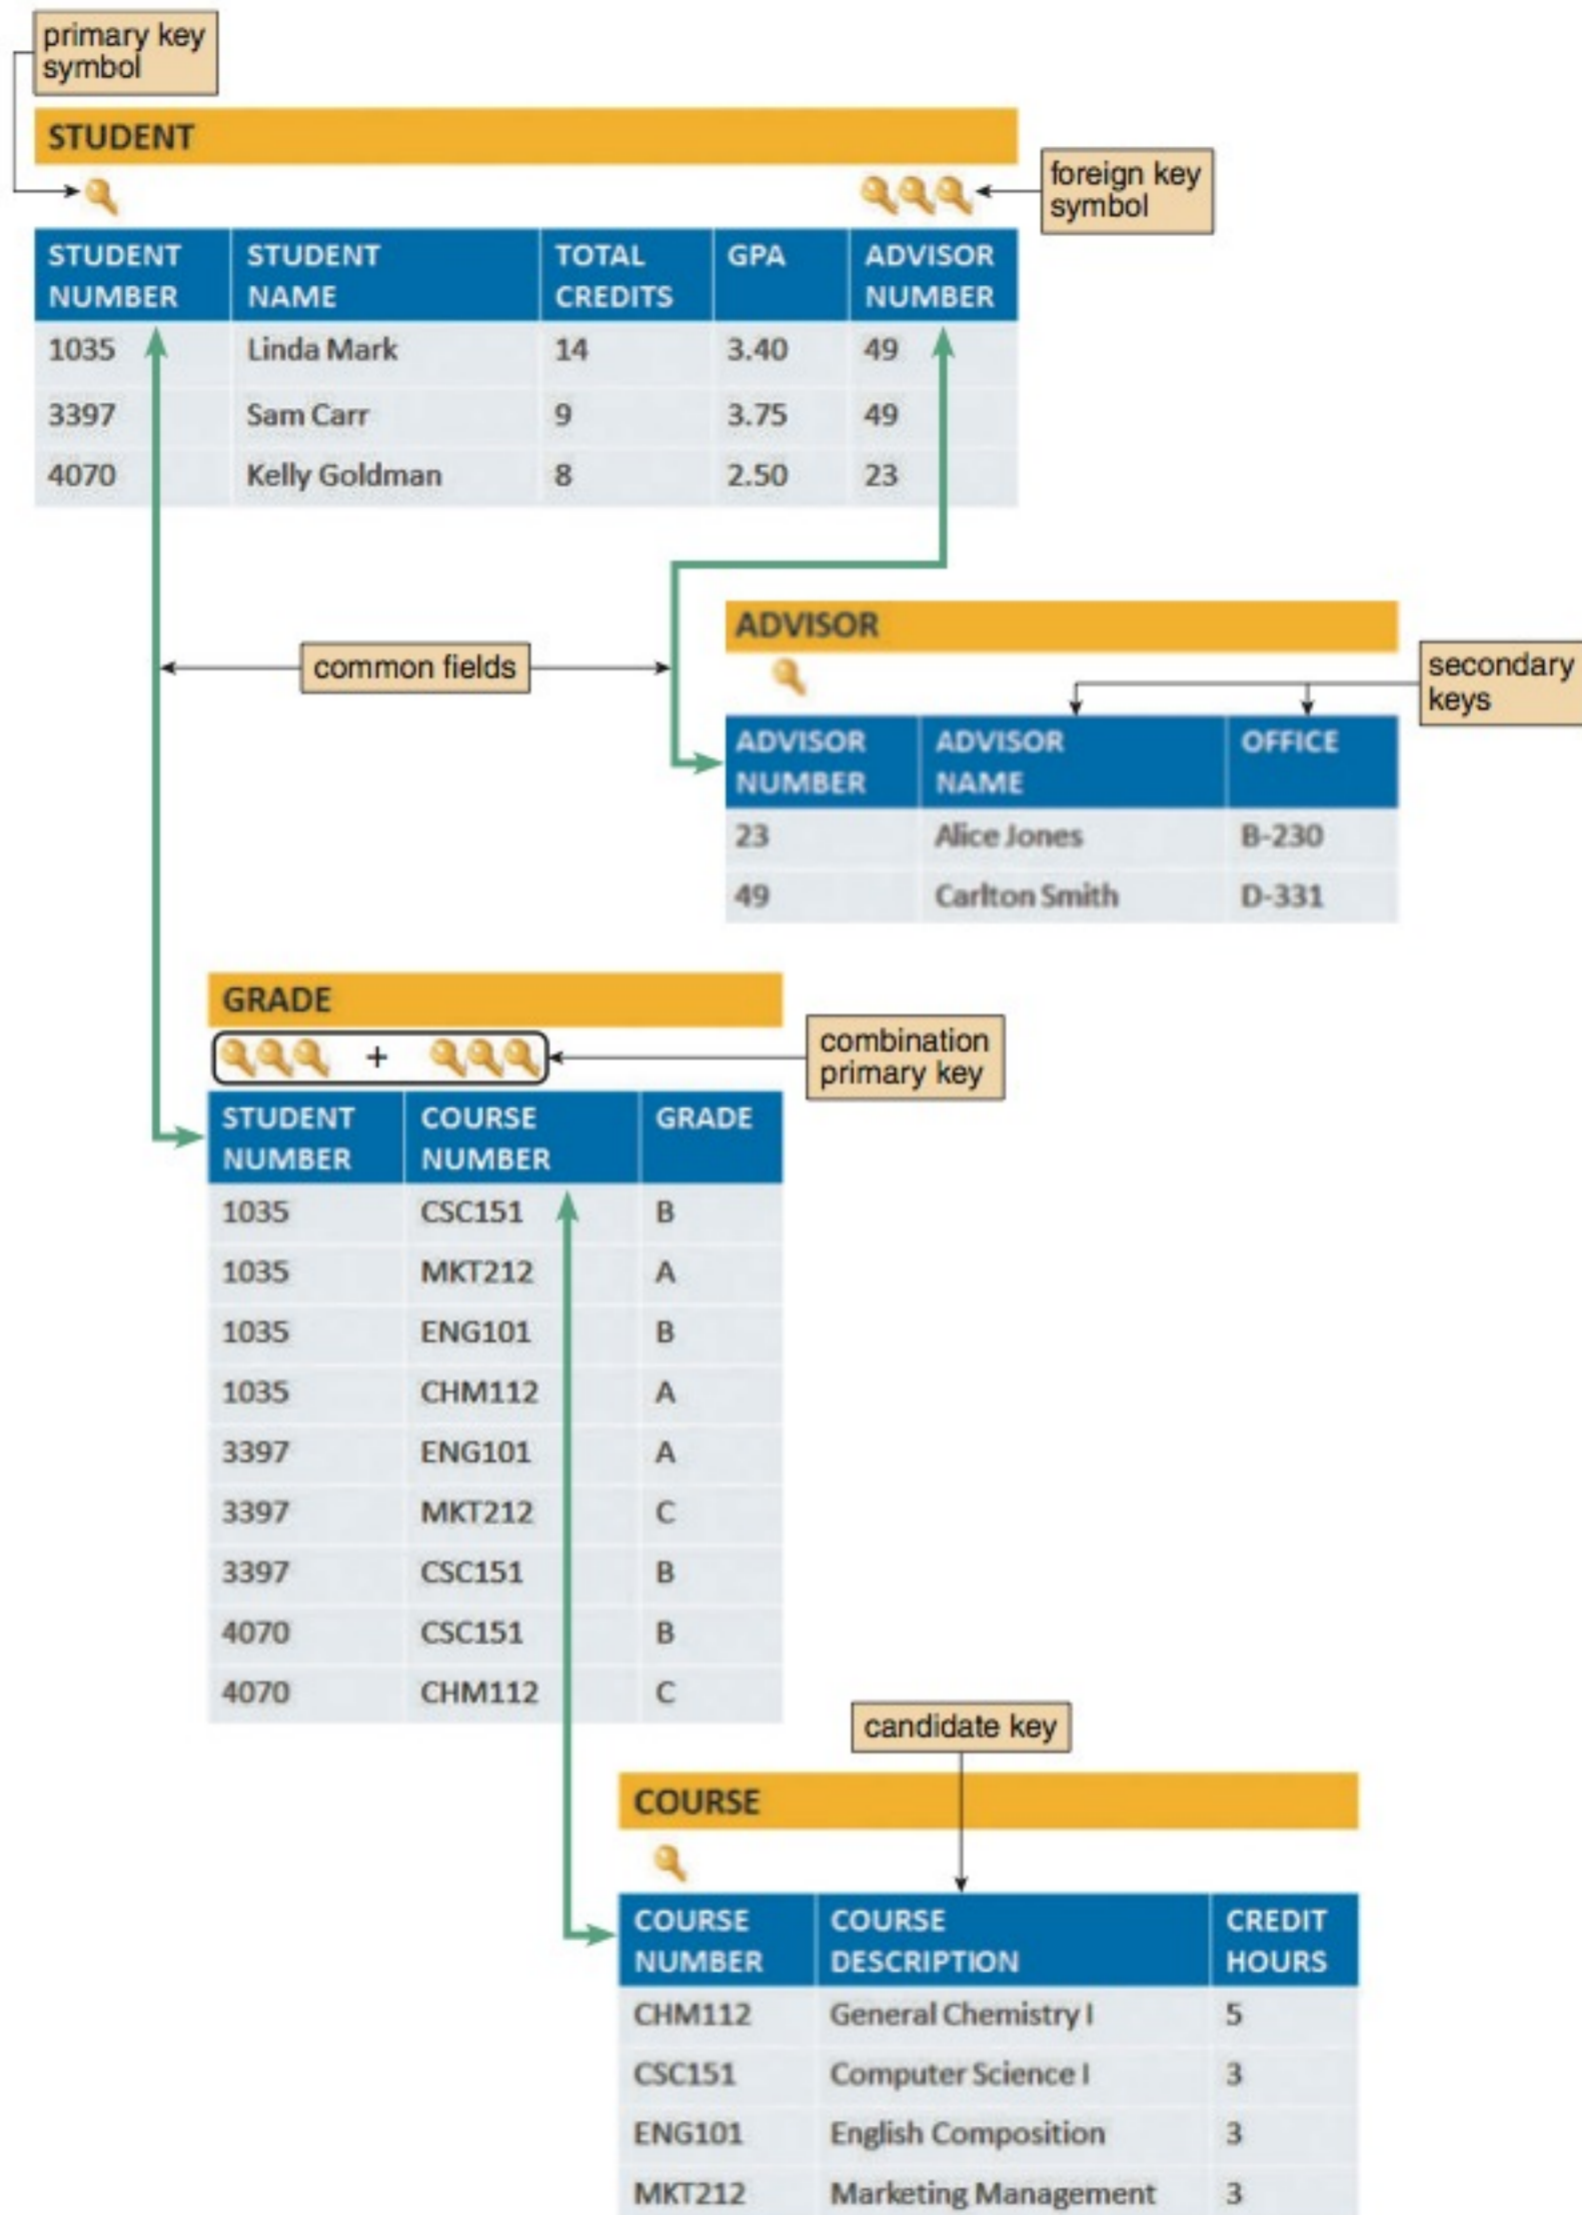 primary key
symbol
STUDENT
foreign key
symbol
STUDENT NUMBER STUDENT NAME TOTAL CREDITS GPA ADVISOR NUMBER
1035 Linda Mark 14 3.40 49
3397 Sam Carr 9 3.75 49
4070 Kelly Goldman 8 2.50 23
common fields
ADVISOR
secondary
keys
ADVISOR NUMBER ADVISOR NAME OFFICE
23 Alice Jones B-230
49 Carlton Smith D-331
GRADE
+
combination
primary key
STUDENT NUMBER COURSE NUMBER GRADE
1035 CSC151 B
1035 MKT212 A
1035 ENG101 B
1035 CHM112 A
3397 ENG101 A
3397 MKT212 C
3397 CSC151 B
4070 CSC151 B
4070 CHM112 C
candidate key
COURSE
COURSE NUMBER COURSE DESCRIPTION CREDIT HOURS
CHM112 General Chemistry I 5
CSC151 Computer Science I 3
ENG101 English Composition 3
MKT212 Marketing Management 3